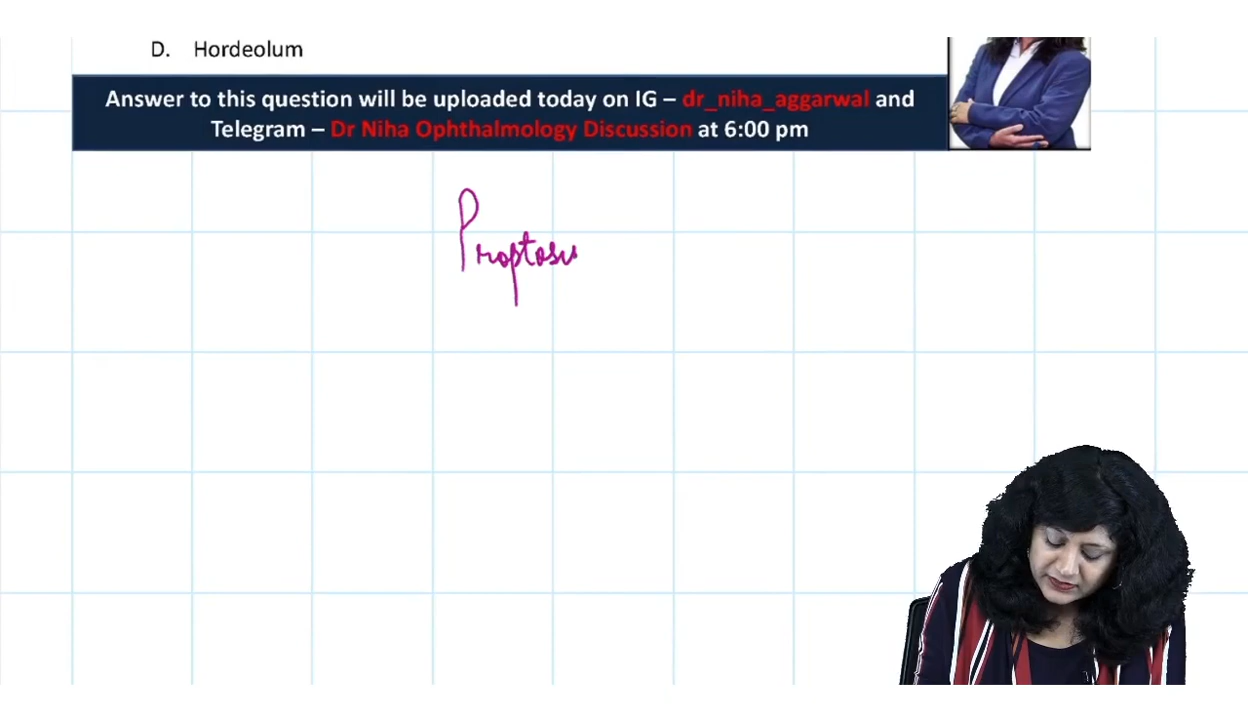 D. Hordeolum
Answer to this question will be uploaded today on IG – dr_niha_aggarwal and
Telegram – Dr Niha Ophthalmology Discussion at 6:00 pm
Proptosis